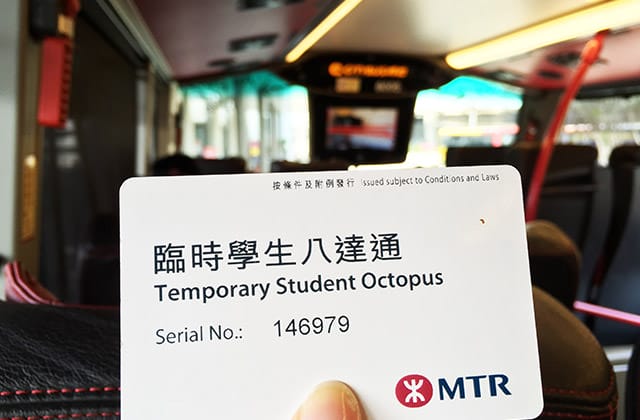 按條件及附例發行 Issued subject to Conditions and Laws
臨時學生八達通
Temporary Student Octopus
Serial No.: 146979
MTR